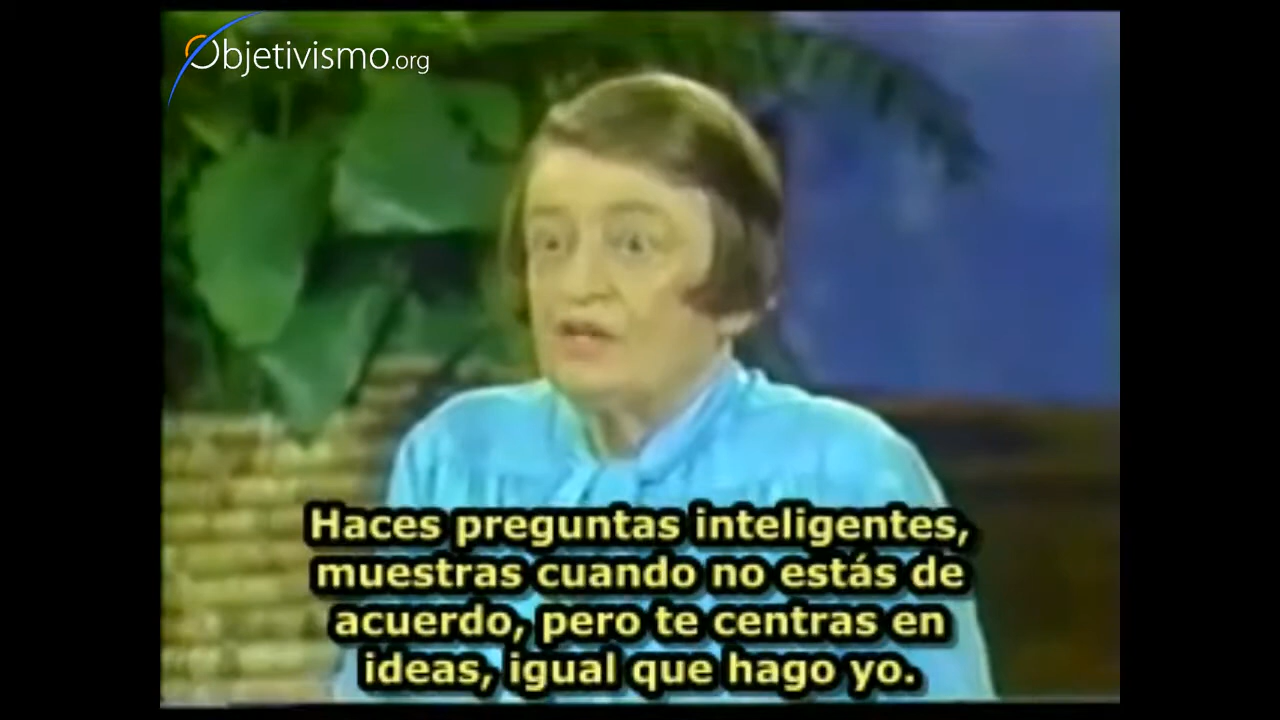 Objetivismo.org
Haces preguntas inteligentes,
muestras cuando no estás de
acuerdo, pero te centras en
ideas, igual que hago yo.